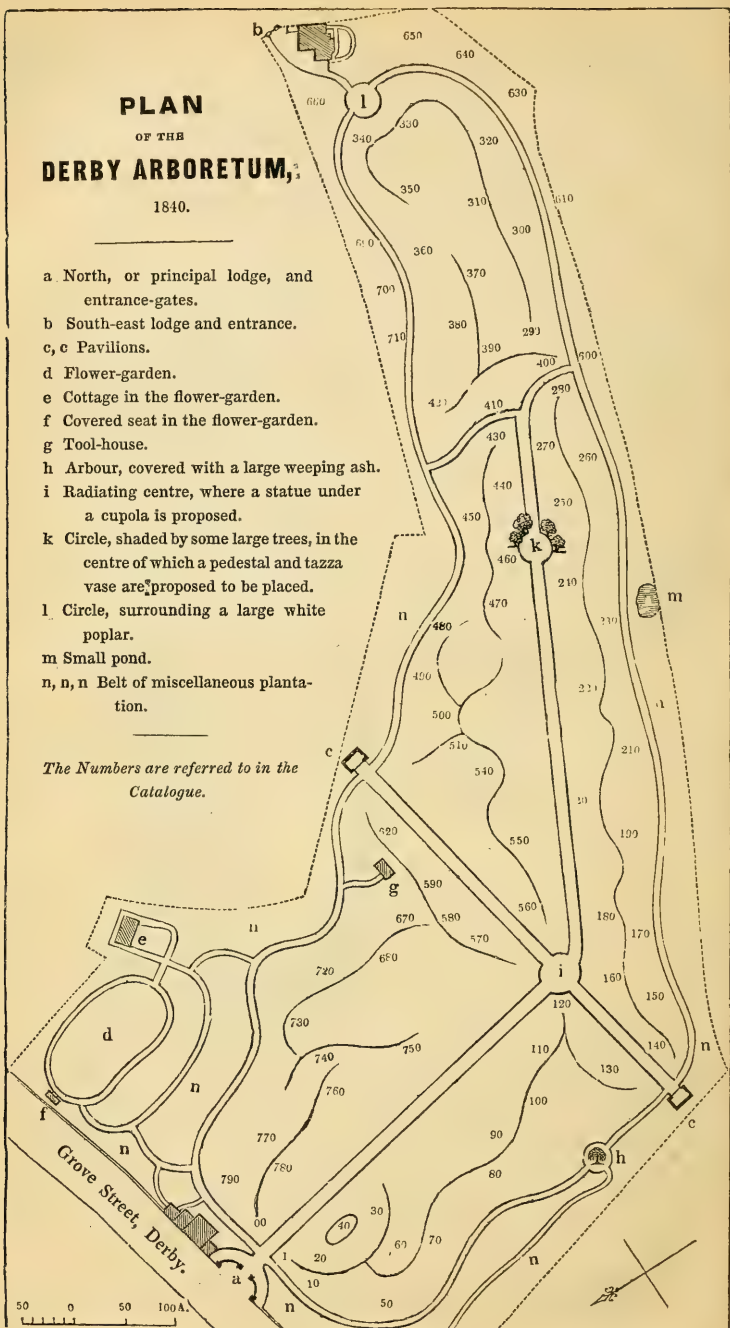 PLAN
OF THE
DERBY ARBORETUM,
1840.
a North, or principal lodge, and
entrance-gates.
b South-east lodge and entrance.
c, c Pavilions.
d Flower-garden.
e Cottage in the flower-garden.
f Covered seat in the flower-garden.
g Tool-house.
h Arbour, covered with a large weeping ash.
i Radiating centre, where a statue under
a cupola is proposed.
k Circle, shaded by some large trees, in the
centre of which a pedestal and tazza
vase are proposed to be placed.
l Circle, surrounding a large white
poplar.
m Small pond.
n, n, n Belt of miscellaneous planta-
tion.
The Numbers are referred to in the
Catalogue.
b
650
640
630
l
340
330
320
350
310
610
300
360
370
700
380
290
710
390
400
600
280
410
430
270
260
440
250
450
k
460
240
m
n
470
480
490
n
500
210
c
510
540
550
190
620
g
590
560
180
580
170
670
570
n
e
680
i
160
720
120
150
730
d
110
140
n
740
750
130
n
760
100
c
f
n
90
770
h
790
780
80
Grove Street, Derby.
30
40
70
60
1
20
n
a
10
n
50
50 0 50 100